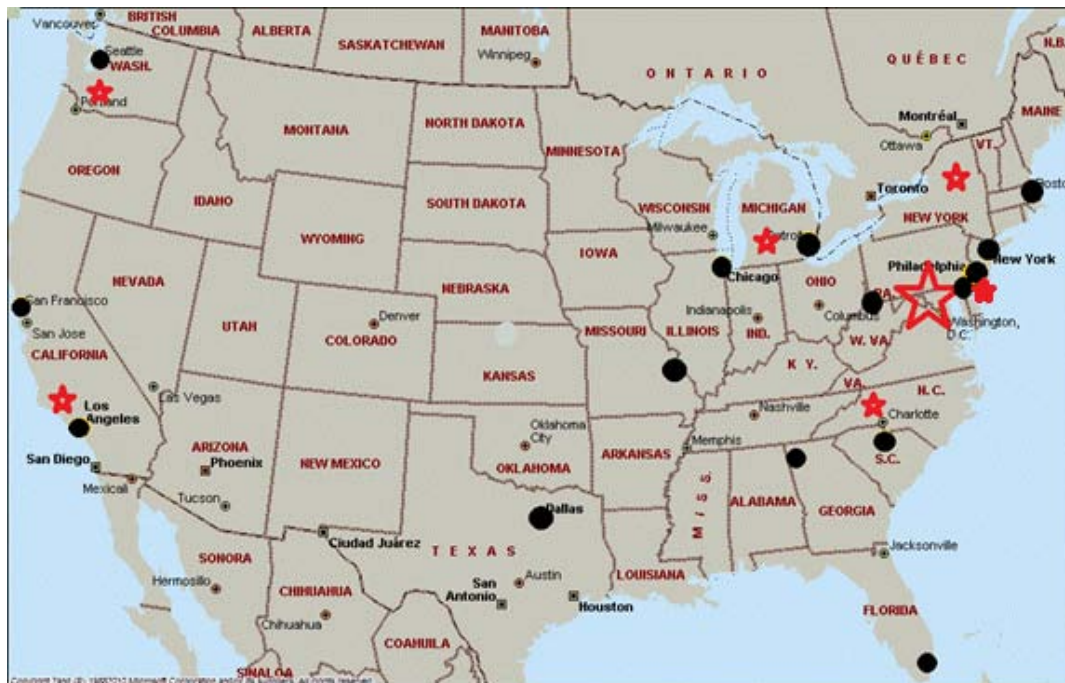 BRITISH
COLUMBIA
ALBERTA
SASKATCHEWAN
MANITOBA
Vancouver
Winnipeg
ONTARIO
QUÉBEC
N.B.
Seattle
WASH.
Portland
MONTANA
NORTH DAKOTA
MINNESOTA
Montréal
Ottawa
MAINE
VT.
OREGON
IDAHO
SOUTH DAKOTA
WISCONSIN
MICHIGAN
Toronto
NEW YORK
WYOMING
Milwaukee
IOWA
Chicago
Philadelphia
New York
NEVADA
NEBRASKA
San Francisco
San Jose
UTAH
Denver
COLORADO
MISSOURI
ILLINOIS
Indianapolis
IND.
OHIO
Columbus
PA.
Washington,
D.C.
W. VA.
CALIFORNIA
KANSAS
K Y.
VA.
N.C.
Las Vegas
Los
Angeles
Nashville
Charlotte
Oklahoma
City
OKLAHOMA
ARKANSAS
Memphis
S.C.
San Diego
Mexicali
ARIZONA
Phoenix
Tucson
NEW MEXICO
MISS.
ALABAMA
GEORGIA
Dallas
Ciudad Juárez
TEXAS
Jacksonville
SONORA
Hermosillo
CHIHUAHUA
Chihuahua
Austin
San
Antonio
Houston
LOUISIANA
FLORIDA
COAHUILA
SINALOA